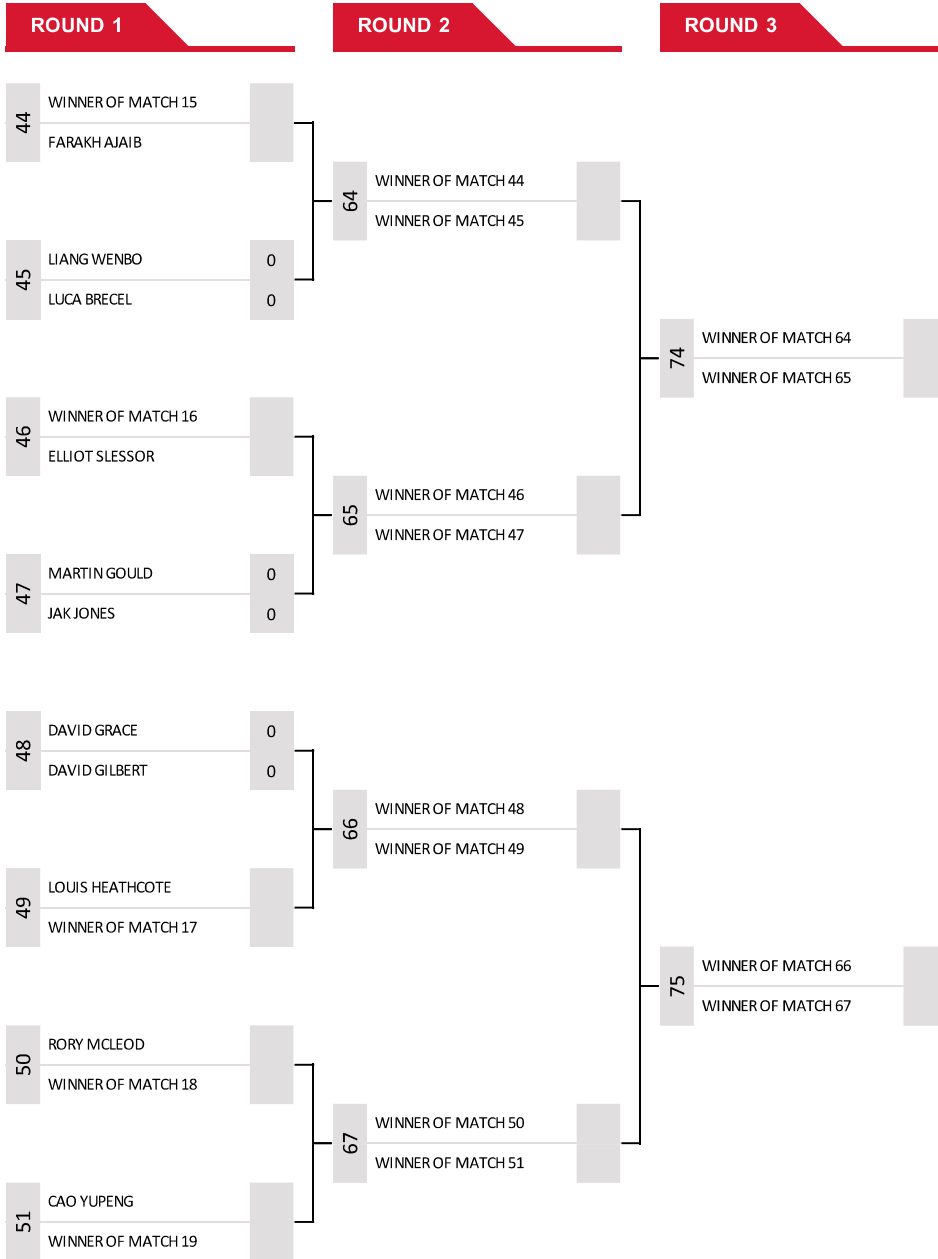 ROUND 1
ROUND 2
ROUND 3
44
WINNER OF MATCH 15
FARAKH AJAIB
45
LIANG WENBO 0
LUCA BRECEL 0
46
WINNER OF MATCH 16
ELLIOT SLESSOR
47
MARTIN GOULD 0
JAK JONES 0
48
DAVID GRACE 0
DAVID GILBERT 0
49
LOUIS HEATHCOTE
WINNER OF MATCH 17
50
RORY MCLEOD
WINNER OF MATCH 18
51
CAO YUPENG
WINNER OF MATCH 19
64
WINNER OF MATCH 44
WINNER OF MATCH 45
65
WINNER OF MATCH 46
WINNER OF MATCH 47
66
WINNER OF MATCH 48
WINNER OF MATCH 49
67
WINNER OF MATCH 50
WINNER OF MATCH 51
74
WINNER OF MATCH 64
WINNER OF MATCH 65
75
WINNER OF MATCH 66
WINNER OF MATCH 67